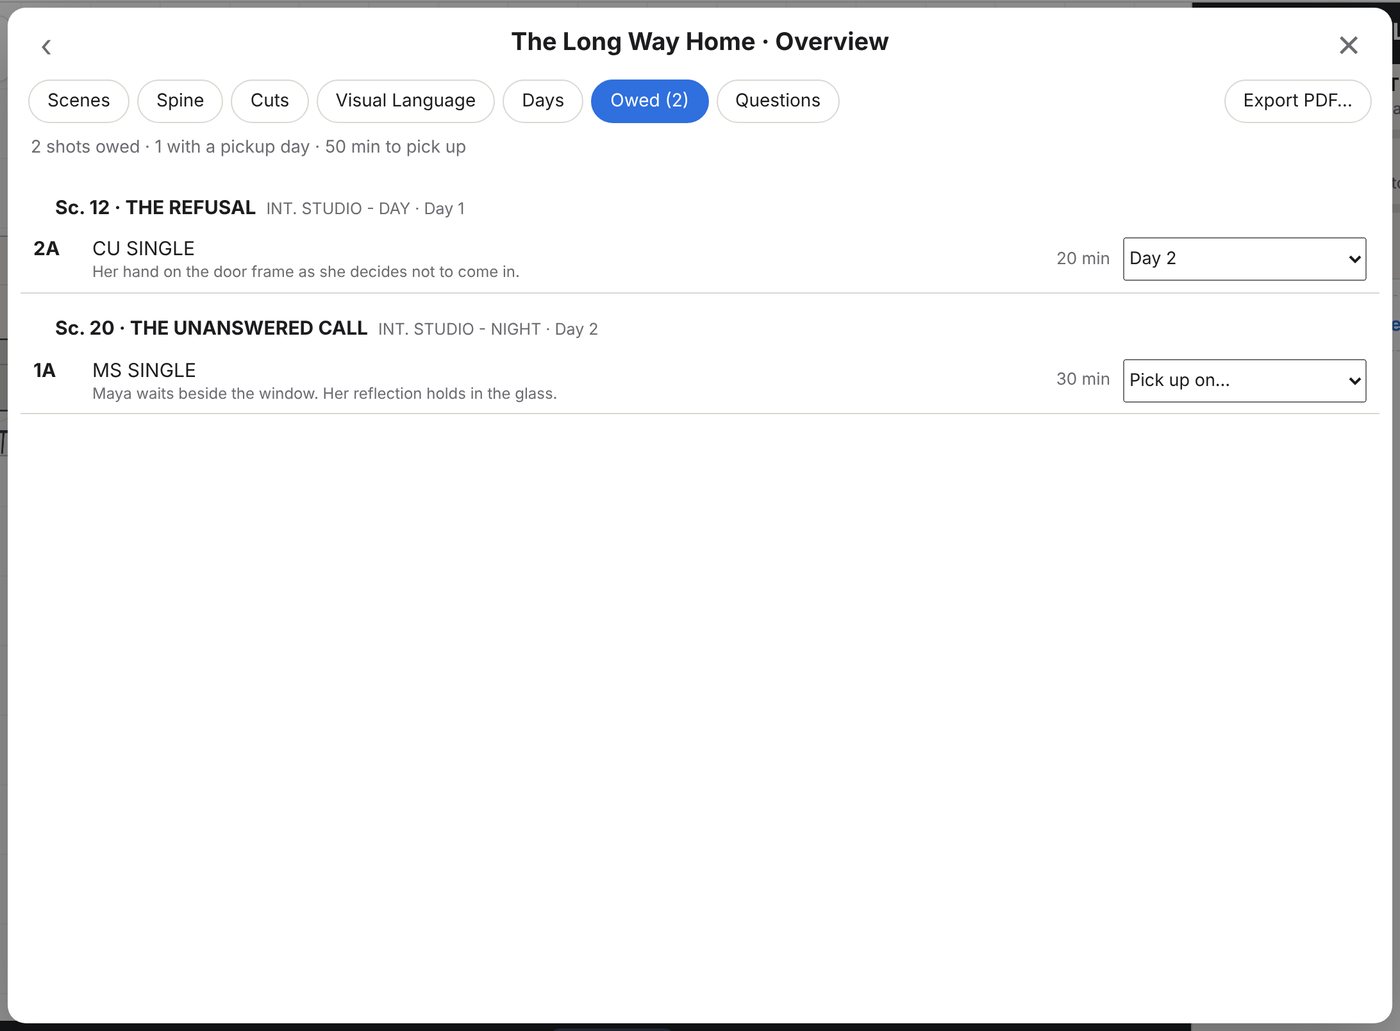 The Long Way Home · Overview
Scenes
Spine
Cuts
Visual Language
Days
Owed (2)
Questions
Export PDF...
2 shots owed · 1 with a pickup day · 50 min to pick up
Sc. 12 · THE REFUSAL INT. STUDIO - DAY · Day 1
2A CU SINGLE
Her hand on the door frame as she decides not to come in.
20 min
Day 2
Sc. 20 · THE UNANSWERED CALL INT. STUDIO - NIGHT · Day 2
1A MS SINGLE
Maya waits beside the window. Her reflection holds in the glass.
30 min
Pick up on...